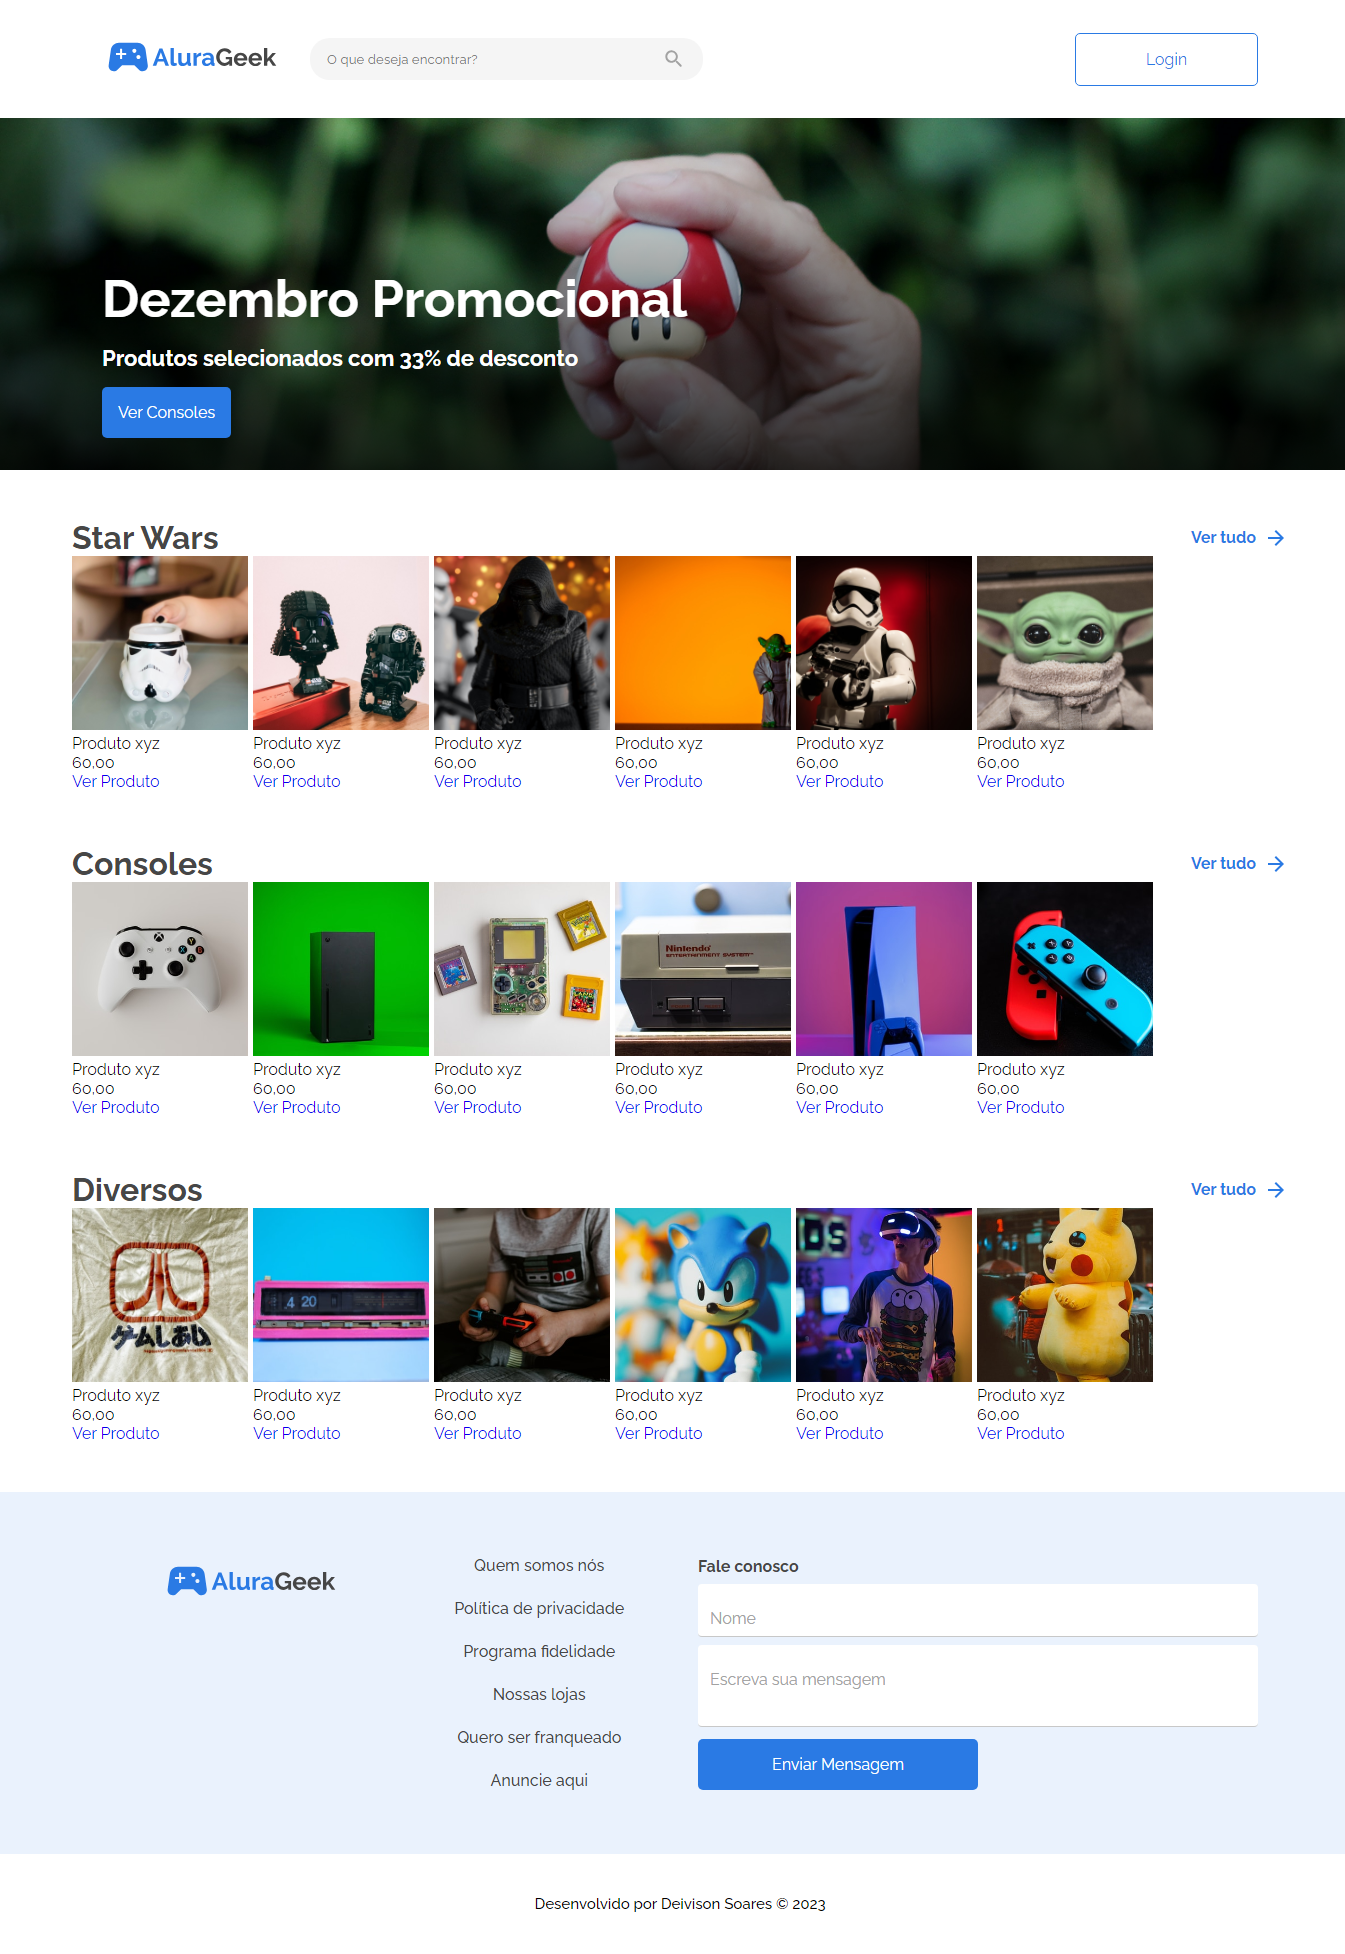 AluraGeek
O que deseja encontrar?
Login
Dezembro Promocional
Produtos selecionados com 33% de desconto
Ver Consoles
Star Wars
Ver tudo
Produto xyz Produto xyz Produto xyz Produto xyz Produto xyz Produto xyz
60,00 60,00 60,00 60,00 60,00 60,00
Ver Produto Ver Produto Ver Produto Ver Produto Ver Produto Ver Produto
Consoles
Ver tudo
Nintendo
ENTERTAINMENT SYSTEM™
Produto xyz Produto xyz Produto xyz Produto xyz Produto xyz Produto xyz
60,00 60,00 60,00 60,00 60,00 60,00
Ver Produto Ver Produto Ver Produto Ver Produto Ver Produto Ver Produto
Diversos
Ver tudo
4 20
Produto xyz Produto xyz Produto xyz Produto xyz Produto xyz Produto xyz
60,00 60,00 60,00 60,00 60,00 60,00
Ver Produto Ver Produto Ver Produto Ver Produto Ver Produto Ver Produto
AluraGeek
Quem somos nós
Política de privacidade
Programa fidelidade
Nossas lojas
Quero ser franqueado
Anuncie aqui
Fale conosco
Nome
Escreva sua mensagem
Enviar Mensagem
Desenvolvido por Deivison Soares © 2023